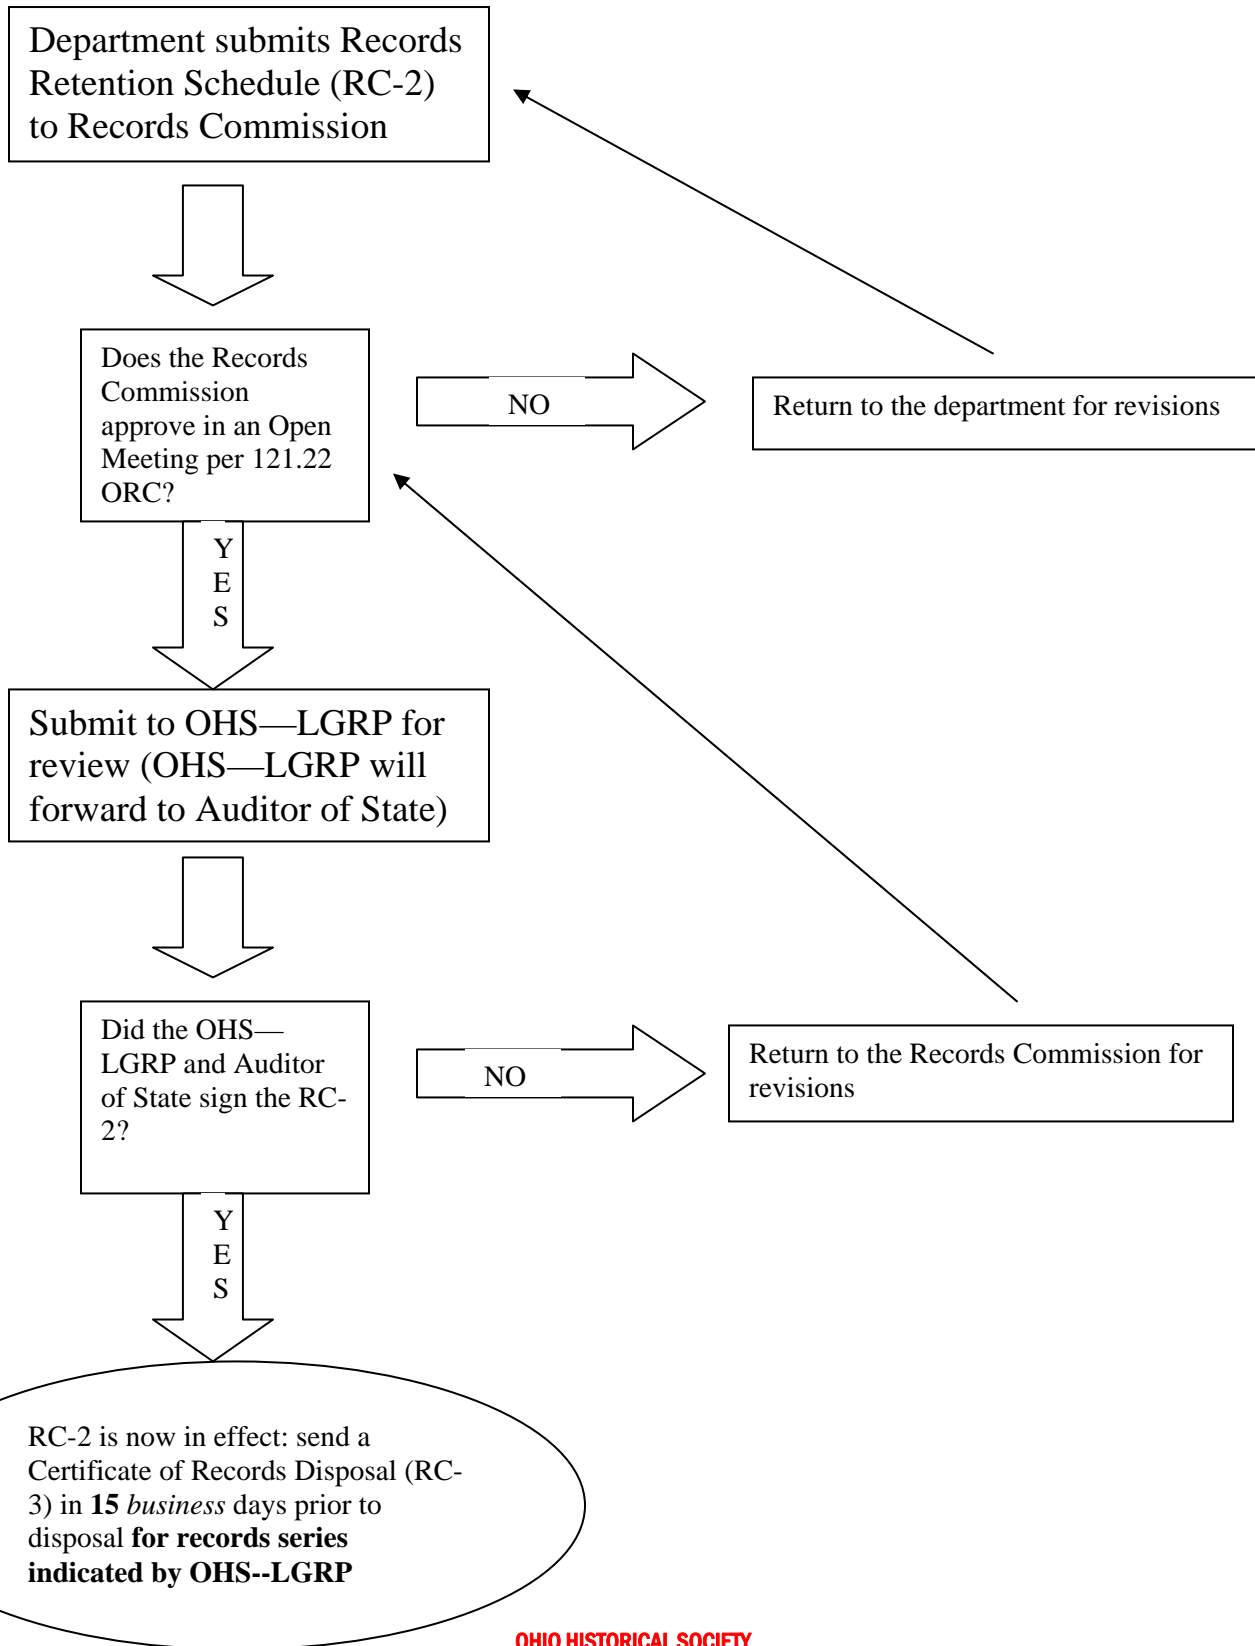 Department submits Records
Retention Schedule (RC-2)
to Records Commission
Does the Records
Commission
approve in an Open
Meeting per 121.22
ORC?
NO
Return to the department for revisions
Y
E
S
Submit to OHS—LGRP for
review (OHS—LGRP will
forward to Auditor of State)
Did the OHS—
LGRP and Auditor
of State sign the RC-
2?
NO
Return to the Records Commission for
revisions
Y
E
S
RC-2 is now in effect: send a
Certificate of Records Disposal (RC-
3) in 15 business days prior to
disposal for records series
indicated by OHS--LGRP
OHIO HISTORICAL SOCIETY